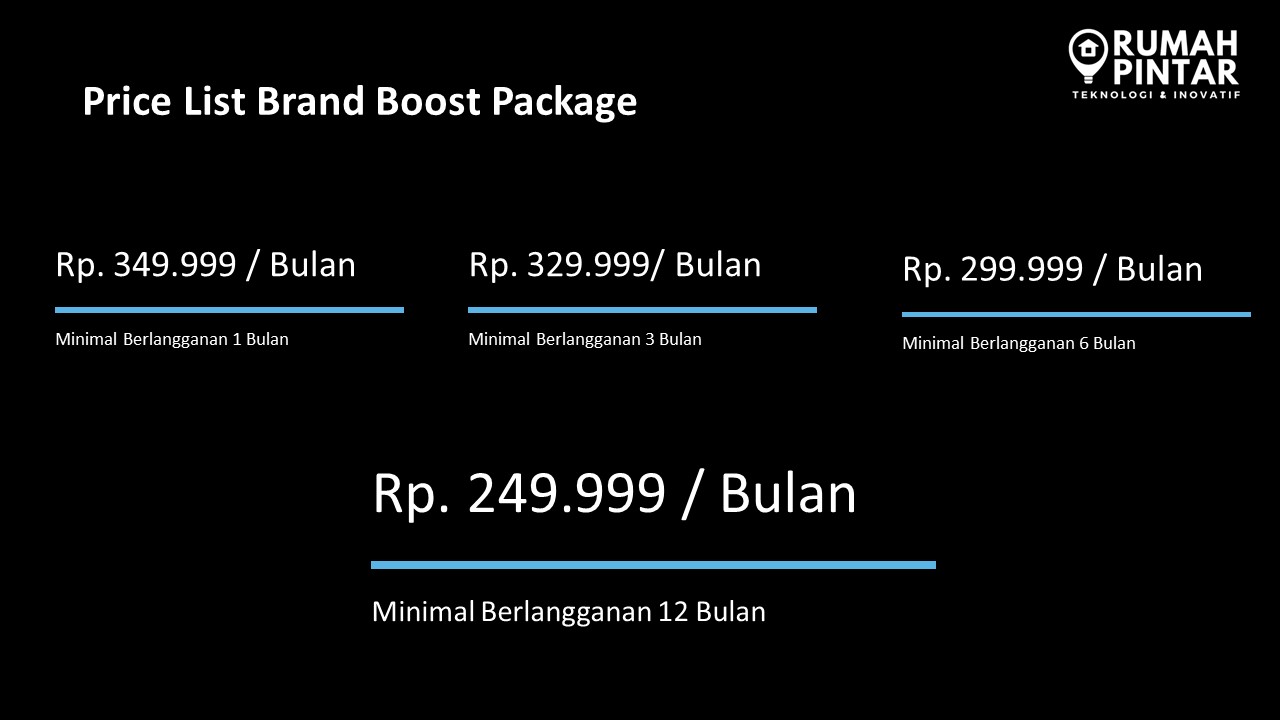 RUMAH
PINTAR
TEKNOLOGI & INOVATIF
Price List Brand Boost Package
Rp. 349.999 / Bulan
Minimal Berlangganan 1 Bulan
Rp. 329.999/ Bulan
Minimal Berlangganan 3 Bulan
Rp. 299.999 / Bulan
Minimal Berlangganan 6 Bulan
Rp. 249.999 / Bulan
Minimal Berlangganan 12 Bulan